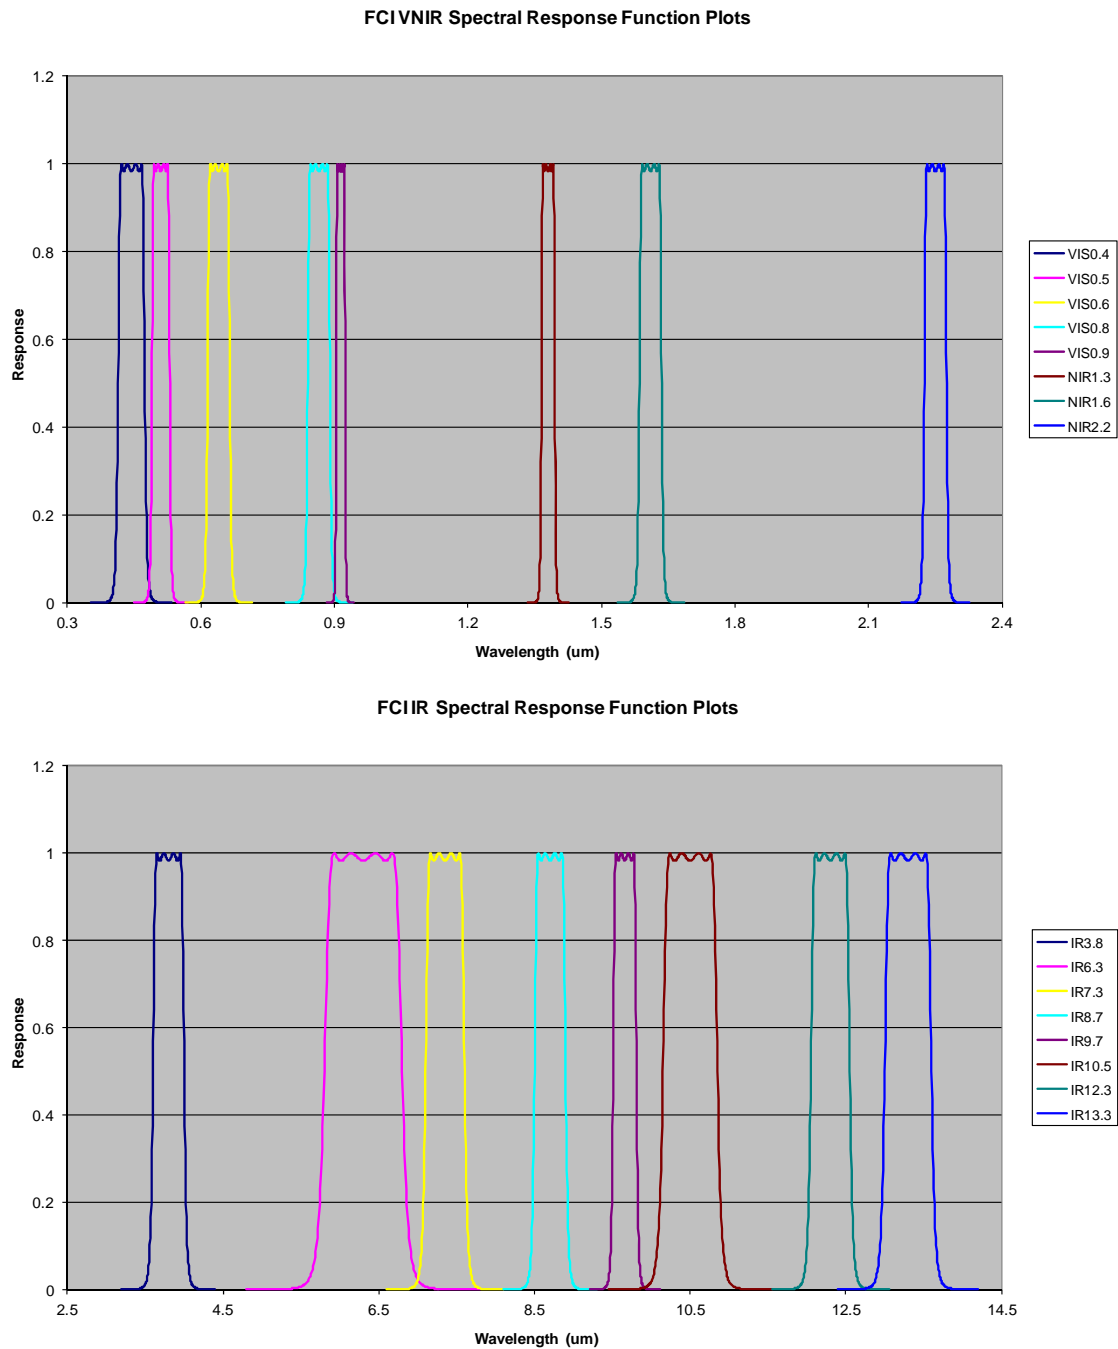 FCI VNIR Spectral Response Function Plots
1.2
1
0.8
0.6
0.4
0.2
0
Response
0.3 0.6 0.9 1.2 1.5 1.8 2.1 2.4
Wavelength (um)
VIS0.4
VIS0.5
VIS0.6
VIS0.8
VIS0.9
NIR1.3
NIR1.6
NIR2.2
FCI IR Spectral Response Function Plots
1.2
1
0.8
0.6
0.4
0.2
0
Response
2.5 4.5 6.5 8.5 10.5 12.5 14.5
Wavelength (um)
IR3.8
IR6.3
IR7.3
IR8.7
IR9.7
IR10.5
IR12.3
IR13.3